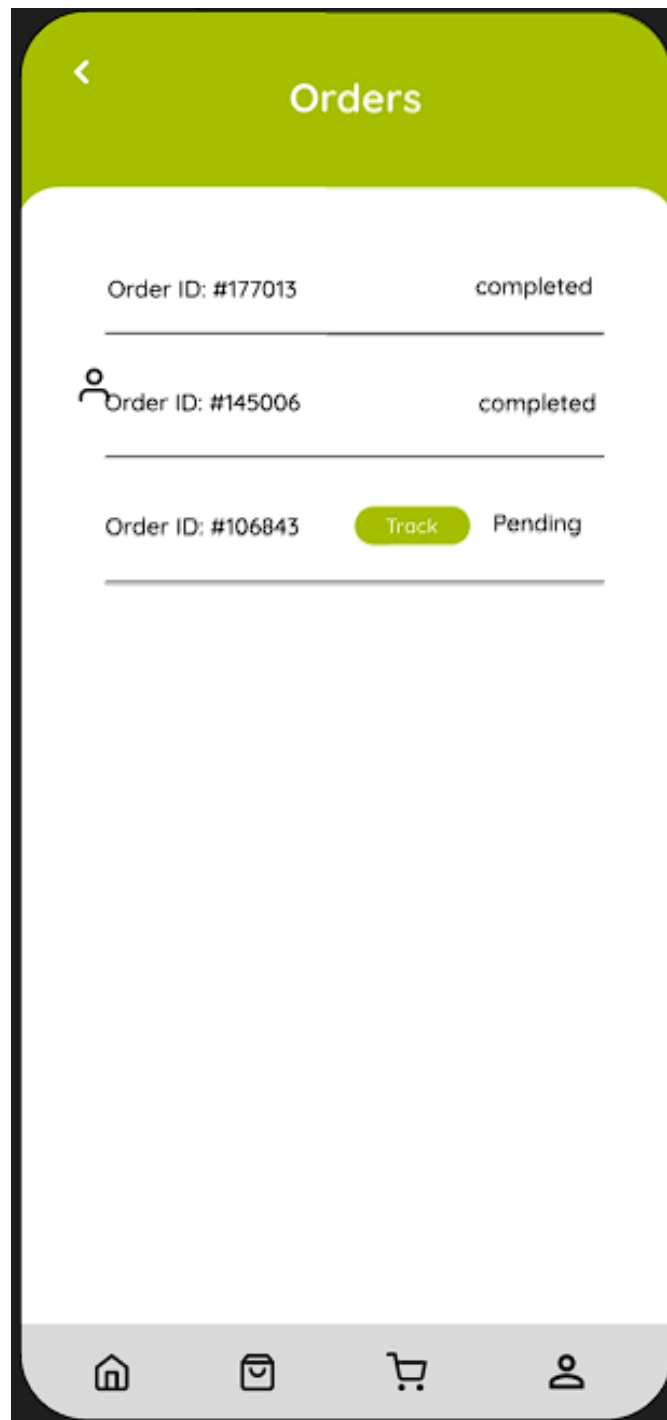 Orders
Order ID: #177013 completed
Order ID: #145006 completed
Order ID: #106843 Track Pending